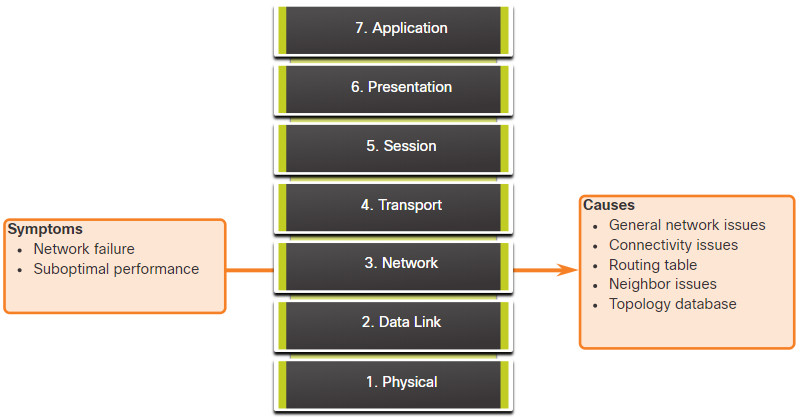 7. Application
6. Presentation
5. Session
4. Transport
3. Network
2. Data Link
1. Physical
Symptoms
• Network failure
• Suboptimal performance
Causes
• General network issues
• Connectivity issues
• Routing table
• Neighbor issues
• Topology database